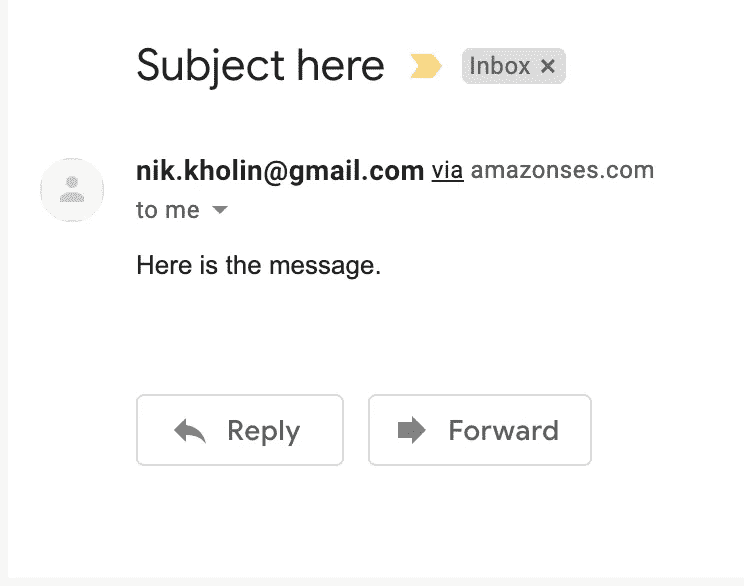 Subject here Inbox ×
nik.kholin@gmail.com via amazonses.com
to me
Here is the message.
Reply Forward